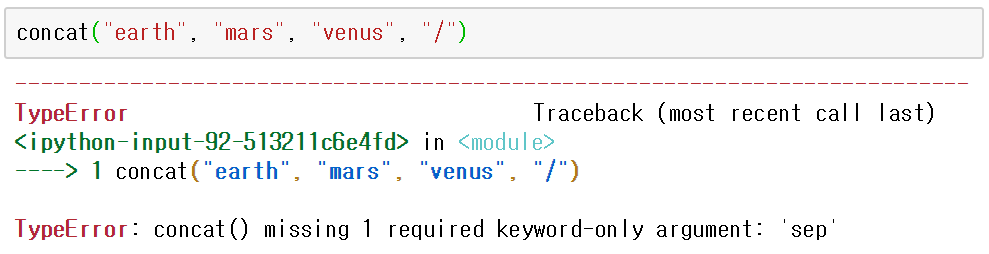 concat("earth", "mars", "venus", "/")
---------------------------------------------------------------------------
TypeError Traceback (most recent call last)
<ipython-input-92-513211c6e4fd> in <module>
----> 1 concat("earth", "mars", "venus", "/")
TypeError: concat() missing 1 required keyword-only argument: 'sep'